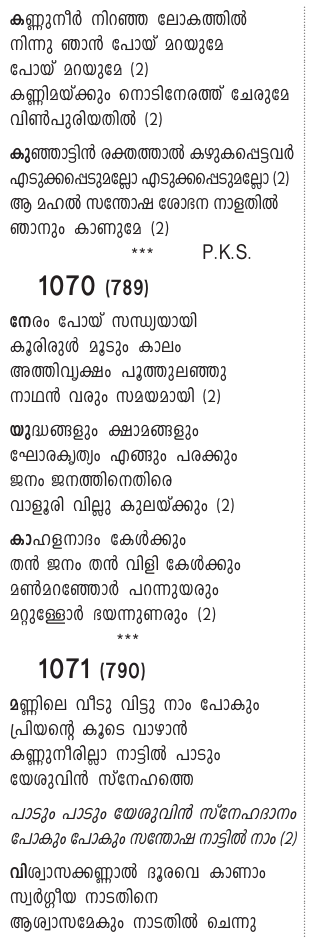 കണ്ണുനീർ നിറഞ്ഞ ലോകത്തിൽ
നിന്നു ഞാൻ പോയ് മറയുമേ
പോയ് മറയുമേ (2)
കണ്ണിമയ്ക്കും നൊടിനേരത്ത് ചേരുമേ
വിൺപുരിയതിൽ (2)
കുഞ്ഞാട്ടിൻ രക്തത്താൽ കഴുകപ്പെട്ടവർ
എടുക്കപ്പെടുമല്ലോ എടുക്കപ്പെടുമല്ലോ (2)
ആ മഹൽ സന്തോഷ ശോഭന നാളതിൽ
ഞാനും കാണുമേ (2)
*** P.K.S.
1070 (789)
നേരം പോയ് സന്ധ്യയായി
കൂരിരുൾ മൂടും കാലം
അത്തിവൃക്ഷം പൂത്തുലഞ്ഞു
നാഥൻ വരും സമയമായി (2)
യുദ്ധങ്ങളും ക്ഷാമങ്ങളും
ഘോരകൃത്യം എങ്ങും പരക്കും
ജനം ജനത്തിനെതിരെ
വാളൂരി വില്ലു കുലയ്ക്കും (2)
കാഹളനാദം കേൾക്കും
തൻ ജനം തൻ വിളി കേൾക്കും
മൺമറഞ്ഞോർ പറന്നുയരും
മറ്റുള്ളോർ ഭയന്നുണരും (2)
***
1071 (790)
മണ്ണിലെ വീടു വിട്ടു നാം പോകും
പ്രിയന്റെ കൂടെ വാഴാൻ
കണ്ണുനീരില്ലാ നാട്ടിൽ പാടും
യേശുവിൻ സ്നേഹത്തെ
പാടും പാടും യേശുവിൻ സ്നേഹദാനം
പോകും പോകും സന്തോഷ നാട്ടിൽ നാം (2)
വിശ്വാസക്കണ്ണാൽ ദൂരവെ കാണാം
സ്വർഗ്ഗീയ നാടതിനെ
ആശ്വാസമേകും നാടതിൽ ചെന്നു